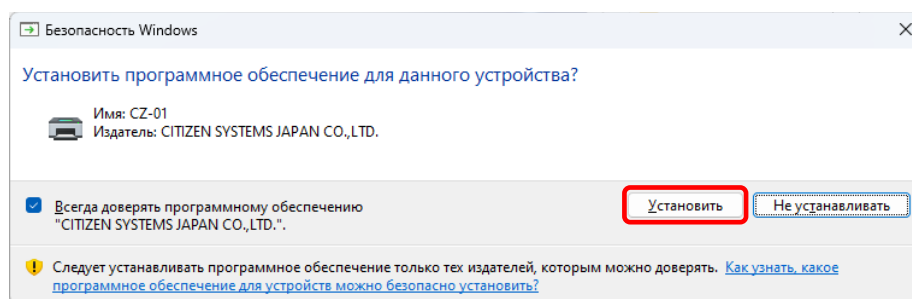 Безопасность Windows
Установить программное обеспечение для данного устройства?
Имя: CZ-01
Издатель: CITIZEN SYSTEMS JAPAN CO.,LTD.
Всегда доверять программному обеспечению
"CITIZEN SYSTEMS JAPAN CO.,LTD.".
Установить
Не устанавливать
Следует устанавливать программное обеспечение только тех издателей, которым можно доверять. Как узнать, какое
программное обеспечение для устройств можно безопасно установить?